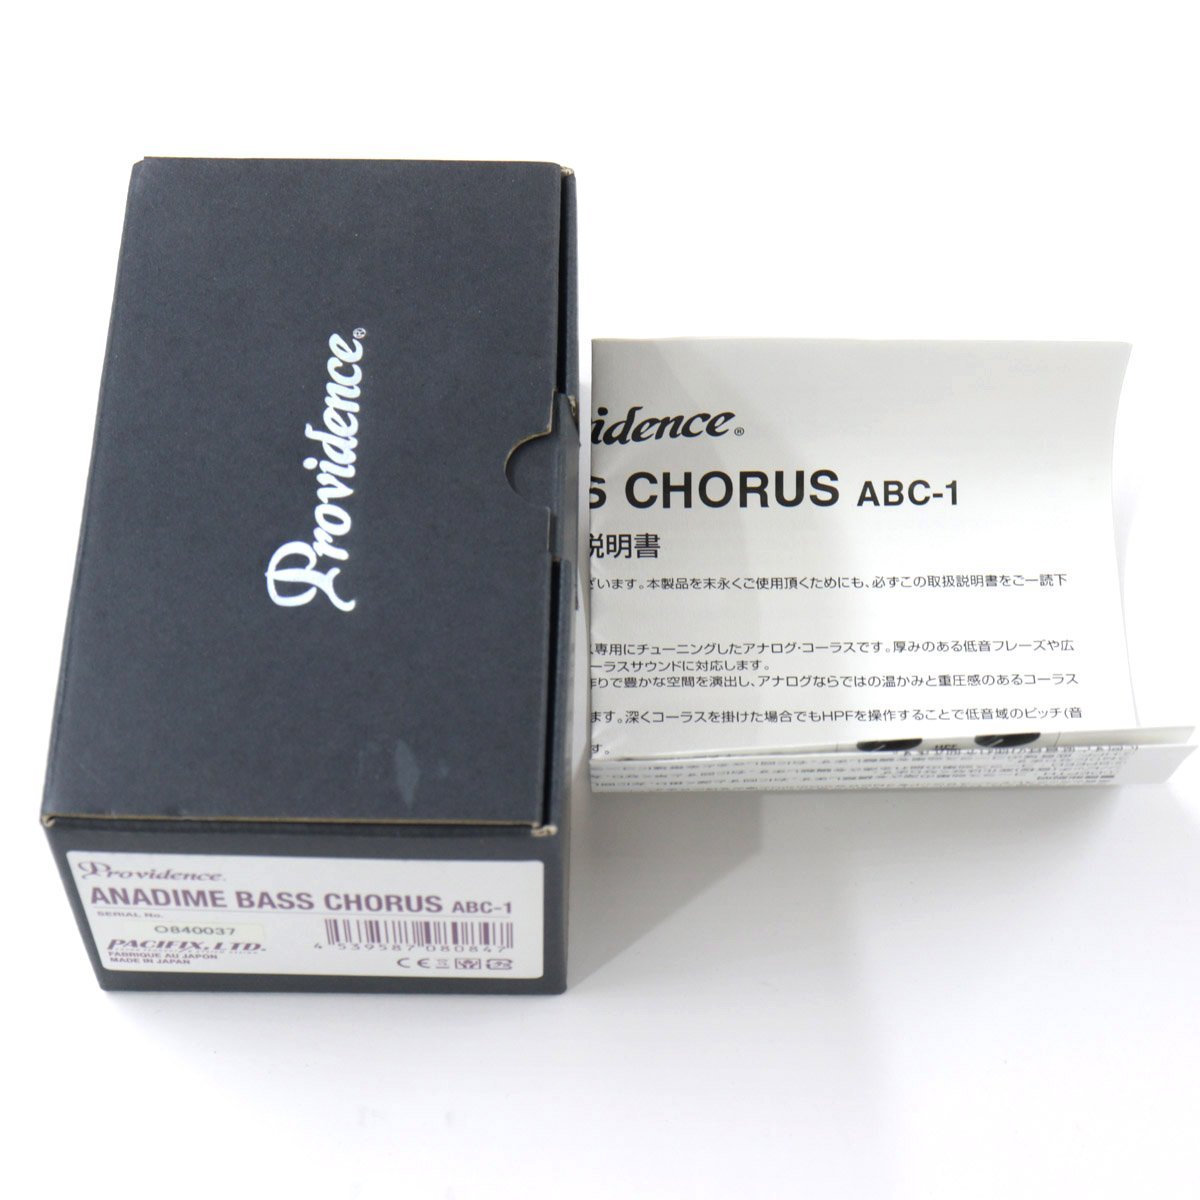 Providence®
Providence
ANADIME BASS CHORUS ABC-1
SERIAL No.
O840037
PACIFIX, LTD.
FABRIQUE AU JAPON
MADE IN JAPAN
4 539587 080847
CE
vidence®
S CHORUS ABC-1
説明書
ざいます。本製品を末永くご使用頂くためにも、必ずこの取扱説明書をご一読下
専用にチューニングしたアナログ・コーラスです。厚みのある低音フレーズや広
ーラスサウンドに対応します。
作りで豊かな空間を演出し、アナログならではの温かみと重圧感のあるコーラス
ます。深くコーラスを掛けた場合でもHPFを操作することで低音域のピッチ(音
す。